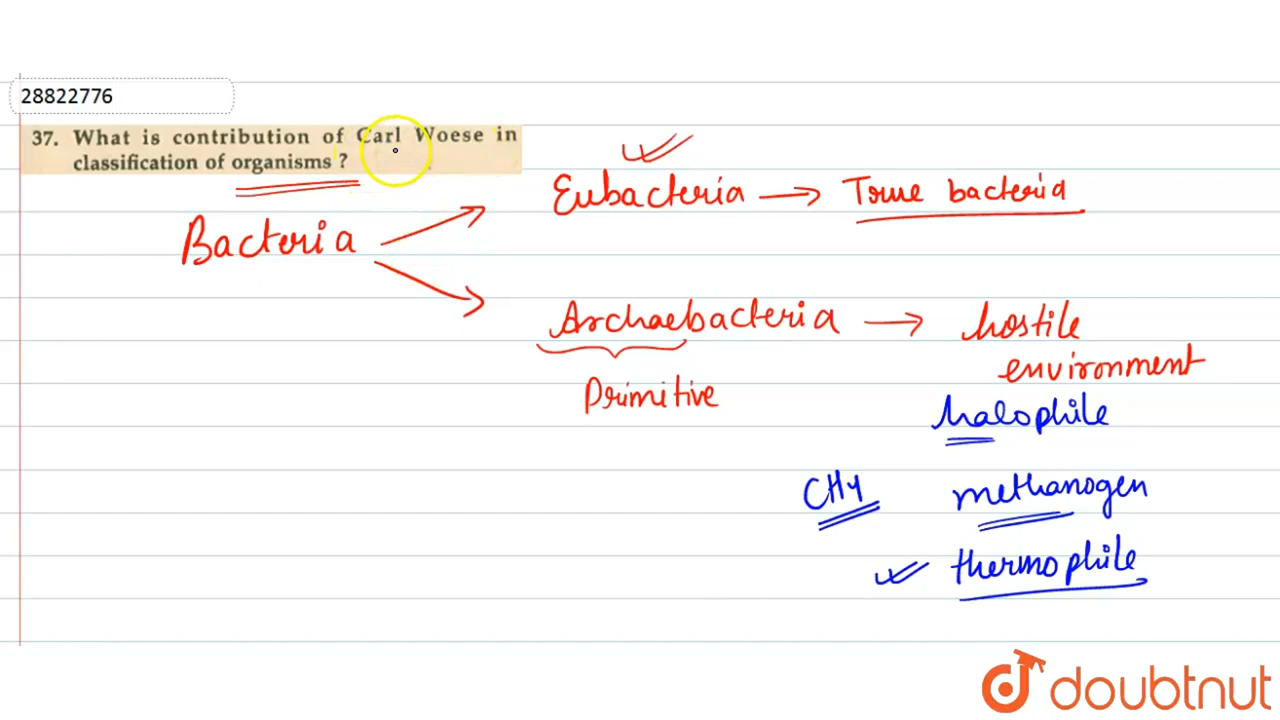 28822776
37. What is contribution of Carl Woese in
classification of organisms ?
Bacteria
Eubacteria → True bacteria
Archaebacteria → hostile
environment
Primitive
halophile
CH4 methanogen
thermophile
doubtnut